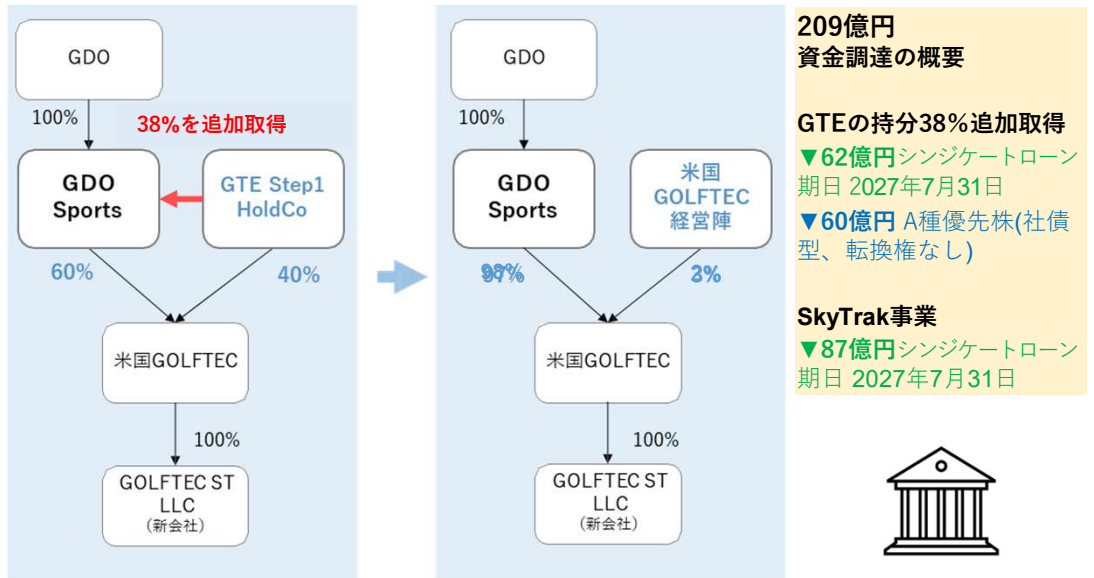 GDO
100%
38%を追加取得
GDO
Sports
GTE Step1
HoldCo
60%
40%
米国GOLFTEC
100%
GOLFTEC ST
LLC
(新会社)
GDO
100%
GDO
Sports
米国
GOLFTEC
経営陣
米国GOLFTEC
100%
GOLFTEC ST
LLC
(新会社)
209億円
資金調達の概要
GTEの持分38%追加取得
▼62億円シンジケートローン
期日 2027年7月31日
▼60億円 A種優先株(社債
型、転換権なし)
SkyTrak事業
▼87億円シンジケートローン
期日 2027年7月31日